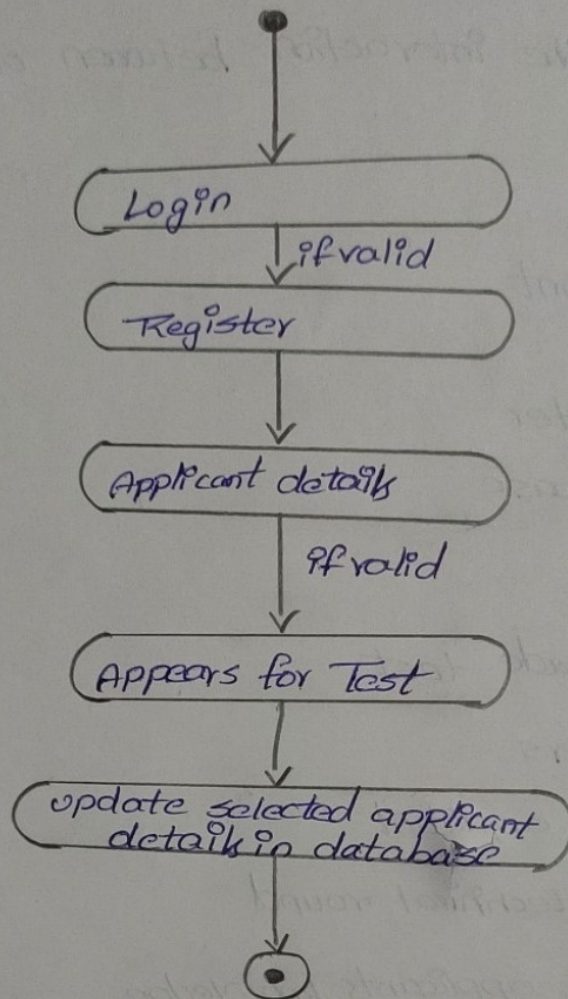 Login
if valid
Register
Applicant details
if valid
Appears for Test
update selected applicant
details in database